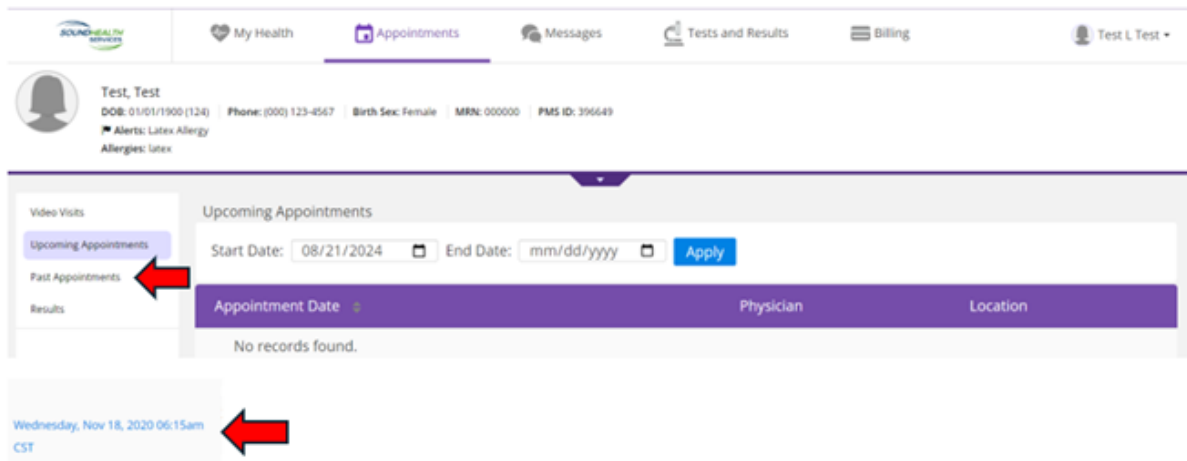 SOUNDHEALTH SERVICES
My Health Appointments Messages Tests and Results Billing Test L Test
Test, Test
DOB: 01/01/1900 (124) Phone: (000) 123-4567 Birth Sex: Female MRN: 000000 PMS ID: 396649
Alerts: Latex Allergy
Allergies: latex
Video Visits
Upcoming Appointments
Past Appointments
Results
Upcoming Appointments
Start Date: 08/21/2024 End Date: mm/dd/yyyy Apply
Appointment Date Physician Location
No records found.
Wednesday, Nov 18, 2020 06:15am
CST